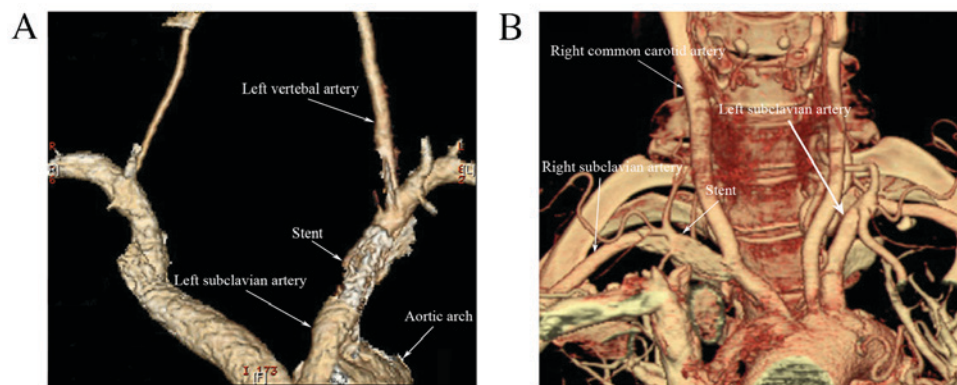 A
Left vertebal artery
Stent
Left subclavian artery
Aortic arch
I 173
F
B
Right common carotid artery
Left subclavian artery
Right subclavian artery
Stent